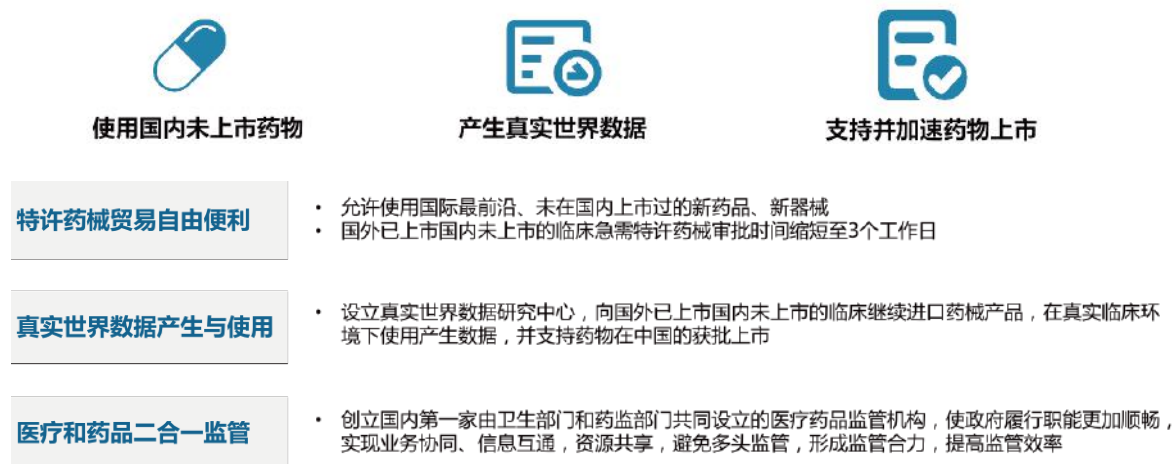 使用国内未上市药物
产生真实世界数据
支持并加速药物上市
特许药械贸易自由便利
• 允许使用国际最前沿、未在国内上市过的新药品、新器械
• 国外已上市国内未上市的临床急需特许药械审批时间缩短至3个工作日
真实世界数据产生与使用
• 设立真实世界数据研究中心，向国外已上市国内未上市的临床继续进口药械产品，在真实临床环
境下使用产生数据，并支持药物在中国的获批上市
医疗和药品二合一监管
• 创立国内第一家由卫生部门和药监部门共同设立的医疗药品监管机构，使政府履行职能更加顺畅，
实现业务协同、信息互通，资源共享，避免多头监管，形成监管合力，提高监管效率